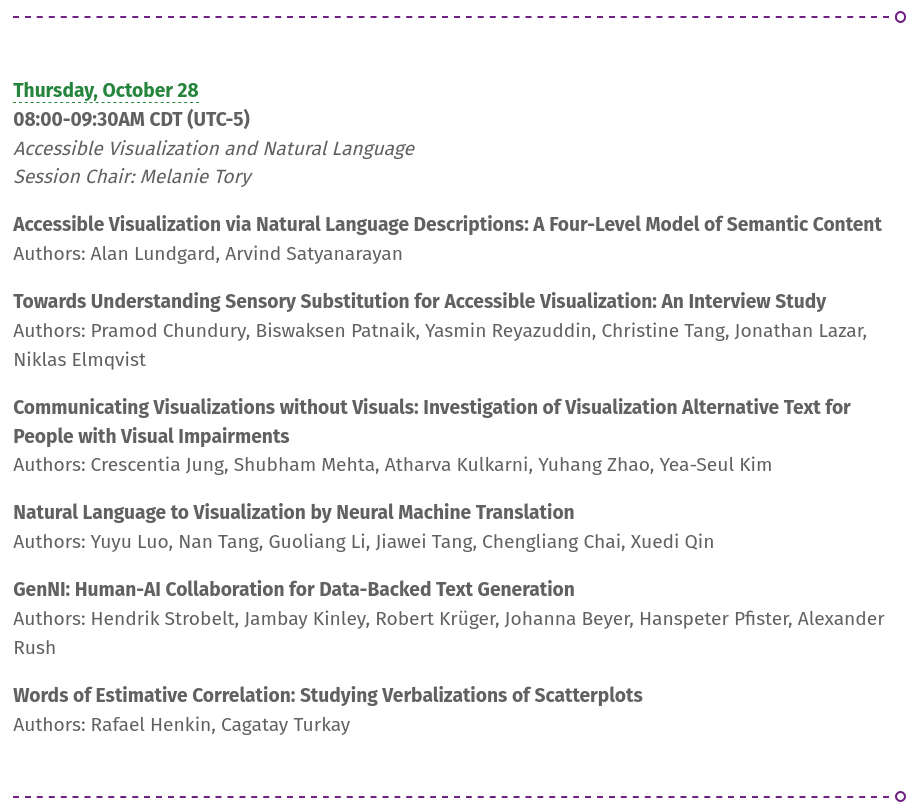 Thursday, October 28
08:00-09:30AM CDT (UTC-5)
Accessible Visualization and Natural Language
Session Chair: Melanie Tory
Accessible Visualization via Natural Language Descriptions: A Four-Level Model of Semantic Content
Authors: Alan Lundgard, Arvind Satyanarayan
Towards Understanding Sensory Substitution for Accessible Visualization: An Interview Study
Authors: Pramod Chundury, Biswaksen Patnaik, Yasmin Reyazuddin, Christine Tang, Jonathan Lazar,
Niklas Elmqvist
Communicating Visualizations without Visuals: Investigation of Visualization Alternative Text for
People with Visual Impairments
Authors: Crescentia Jung, Shubham Mehta, Atharva Kulkarni, Yuhang Zhao, Yea-Seul Kim
Natural Language to Visualization by Neural Machine Translation
Authors: Yuyu Luo, Nan Tang, Guoliang Li, Jiawei Tang, Chengliang Chai, Xuedi Qin
GenNI: Human-AI Collaboration for Data-Backed Text Generation
Authors: Hendrik Strobelt, Jambay Kinley, Robert Krüger, Johanna Beyer, Hanspeter Pfister, Alexander
Rush
Words of Estimative Correlation: Studying Verbalizations of Scatterplots
Authors: Rafael Henkin, Cagatay Turkay